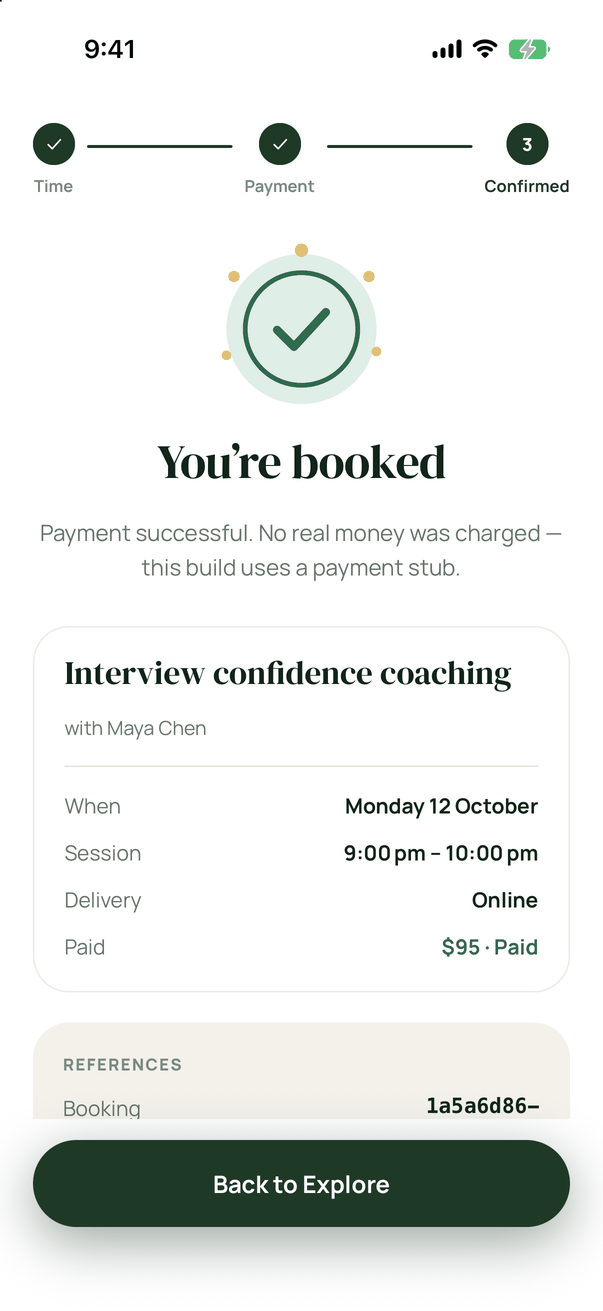 9:41
3
Time
Payment
Confirmed
You’re booked
Payment successful. No real money was charged —
this build uses a payment stub.
Interview confidence coaching
with Maya Chen
When
Monday 12 October
Session
9:00 pm – 10:00 pm
Delivery
Online
Paid
$95 · Paid
REFERENCES
Booking
1a5a6d86–
Back to Explore